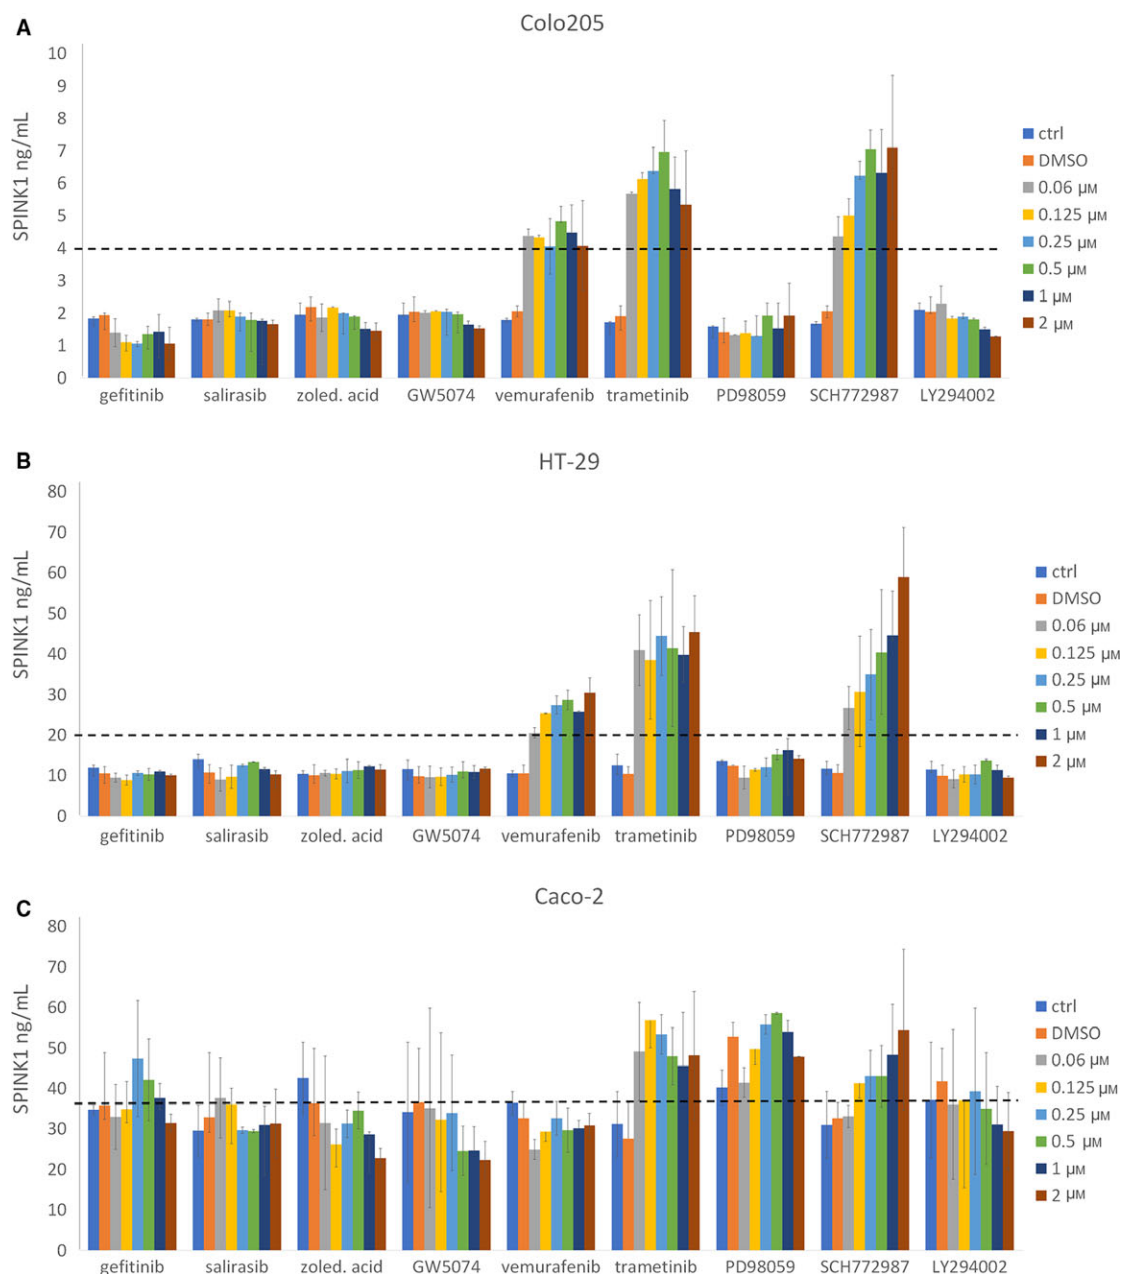 A
Colo205
SPINK1 ng/mL
10
9
8
7
6
5
4
3
2
1
0
gefitinib salirasib zoled. acid GW5074 vemurafenib trametinib PD98059 SCH772987 LY294002
ctrl
DMSO
0.06 µM
0.125 µM
0.25 µM
0.5 µM
1 µM
2 µM
B
HT-29
SPINK1 ng/mL
80
70
60
50
40
30
20
10
0
gefitinib salirasib zoled. acid GW5074 vemurafenib trametinib PD98059 SCH772987 LY294002
ctrl
DMSO
0.06 µM
0.125 µM
0.25 µM
0.5 µM
1 µM
2 µM
C
Caco-2
SPINK1 ng/mL
80
70
60
50
40
30
20
10
0
gefitinib salirasib zoled. acid GW5074 vemurafenib trametinib PD98059 SCH772987 LY294002
ctrl
DMSO
0.06 µM
0.125 µM
0.25 µM
0.5 µM
1 µM
2 µM